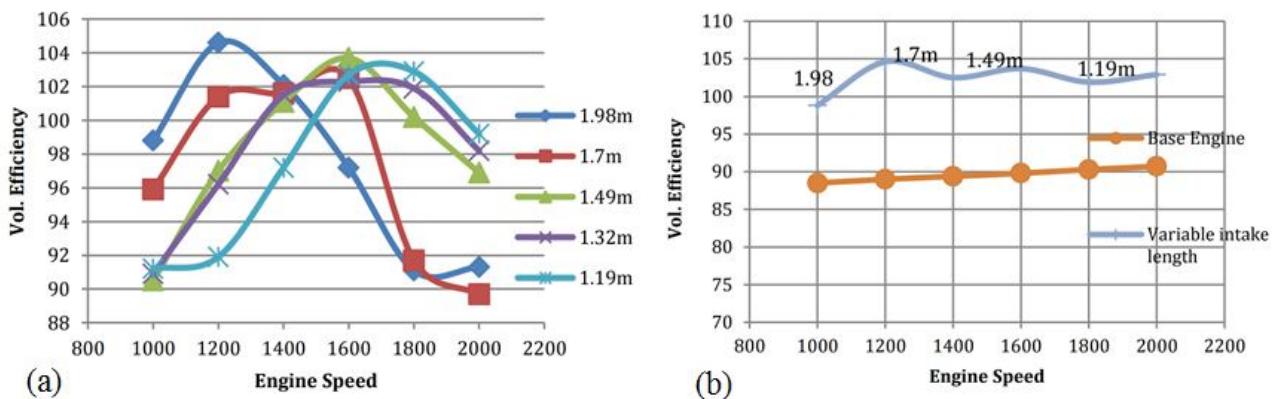 106
104
102
100
98
96
94
92
90
88
Vol. Efficiency
800 1000 1200 1400 1600 1800 2000 2200
Engine Speed
1.98m
1.7m
1.49m
1.32m
1.19m
(a)
115
110
105
100
95
90
85
80
75
70
Vol. Efficiency
1.98
1.7m
1.49m
1.19m
Base Engine
Variable intake
length
800 1000 1200 1400 1600 1800 2000 2200
Engine Speed
(b)